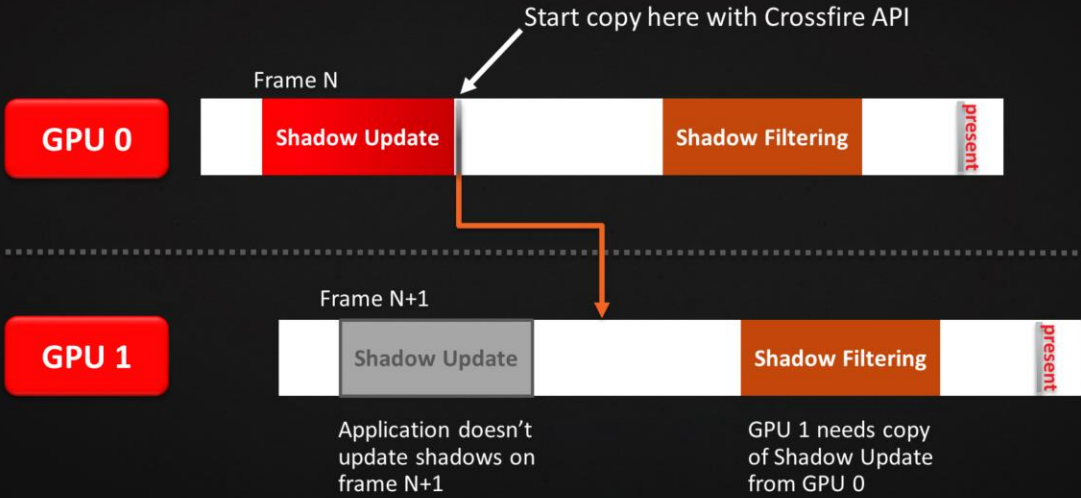 Start copy here with Crossfire API
Frame N
GPU 0
Shadow Update
Shadow Filtering
present
Frame N+1
GPU 1
Shadow Update
Shadow Filtering
present
Application doesn’t
update shadows on
frame N+1
GPU 1 needs copy
of Shadow Update
from GPU 0